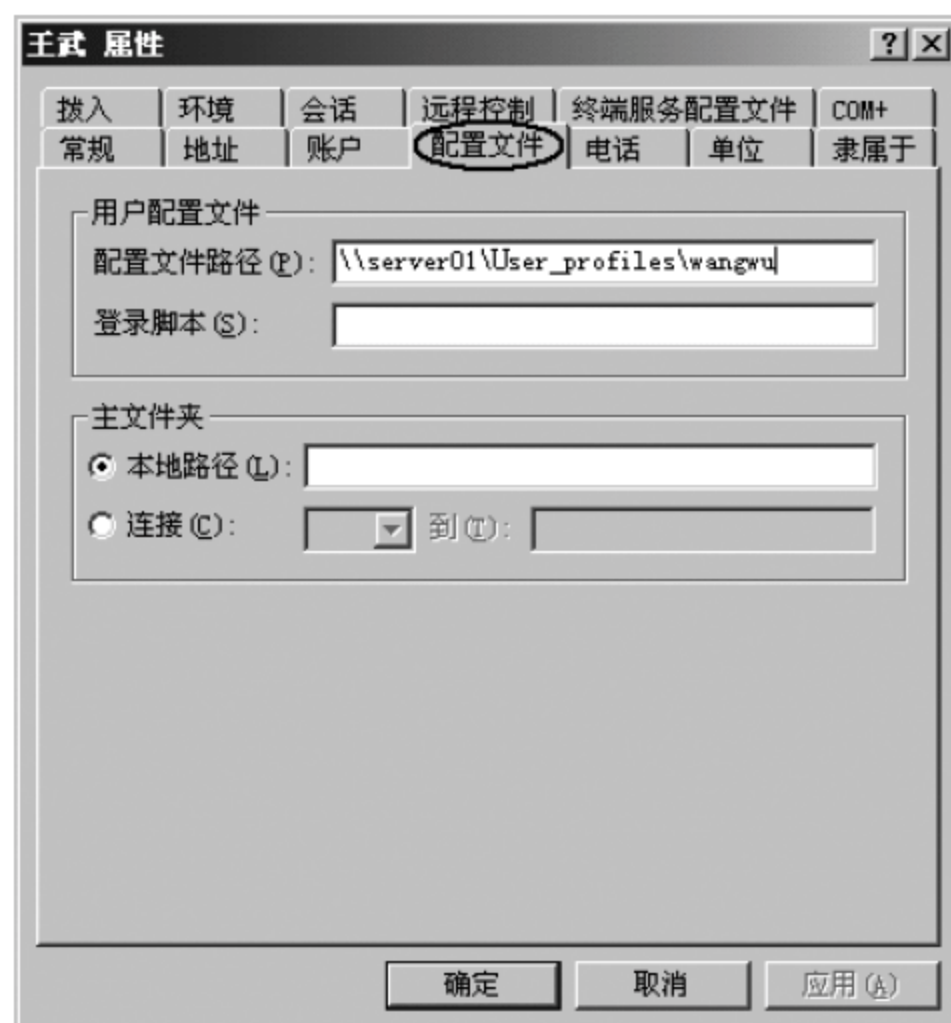 王武 属性
拨入 环境 会话 远程控制 终端服务配置文件 COM+
常规 地址 账户 配置文件 电话 单位 隶属于
用户配置文件
配置文件路径(P): \\server01\User_profiles\wangwu
登录脚本(S):
主文件夹
本地路径(L):
连接(C): 到(T):
确定 取消 应用(A)